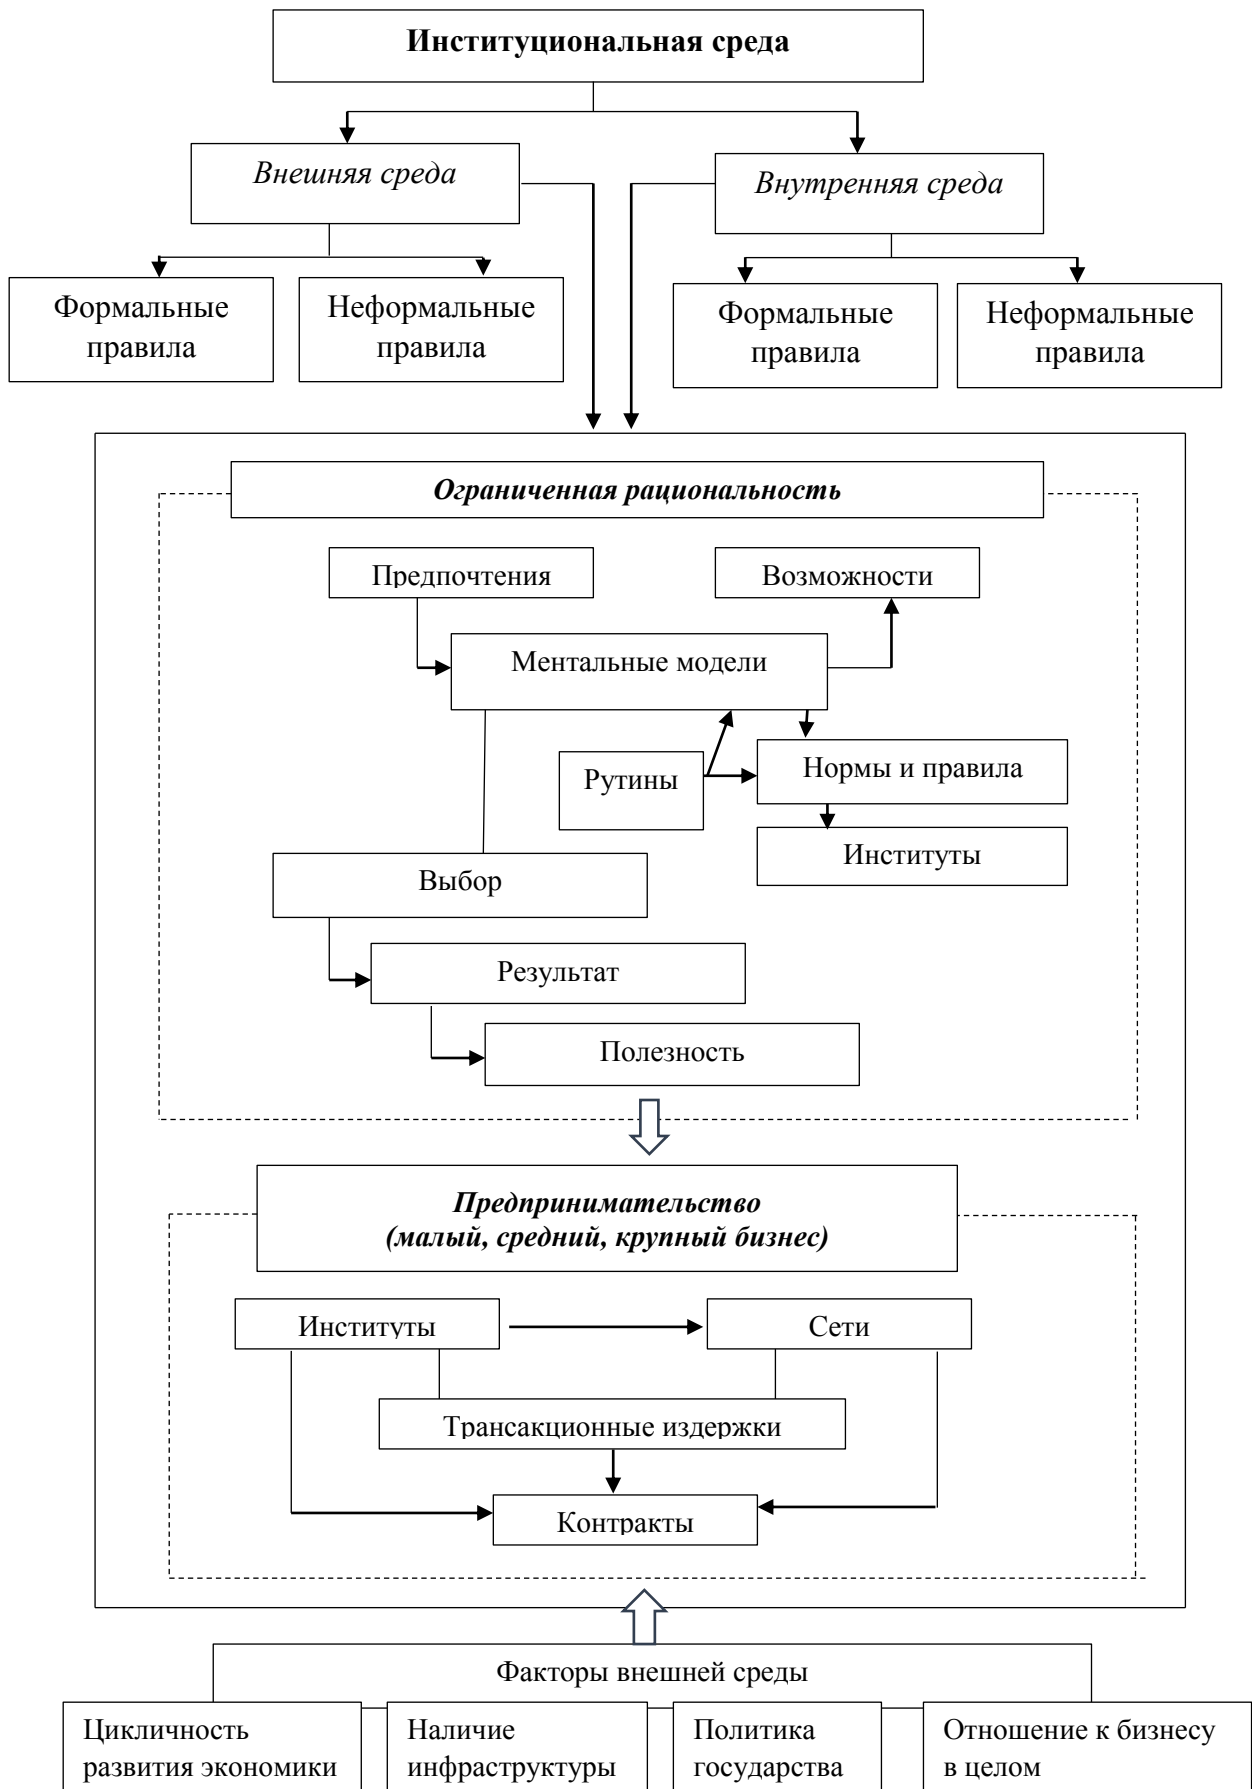 Институциональная среда
Внешняя среда
Внутренняя среда
Формальные
правила
Неформальные
правила
Формальные
правила
Неформальные
правила
Ограниченная рациональность
Предпочтения
Возможности
Ментальные модели
Рутины
Нормы и правила
Институты
Выбор
Результат
Полезность
Предпринимательство
(малый, средний, крупный бизнес)
Институты
Сети
Трансакционные издержки
Контракты
Факторы внешней среды
Цикличность
развития экономики
Наличие
инфраструктуры
Политика
государства
Отношение к бизнесу
в целом